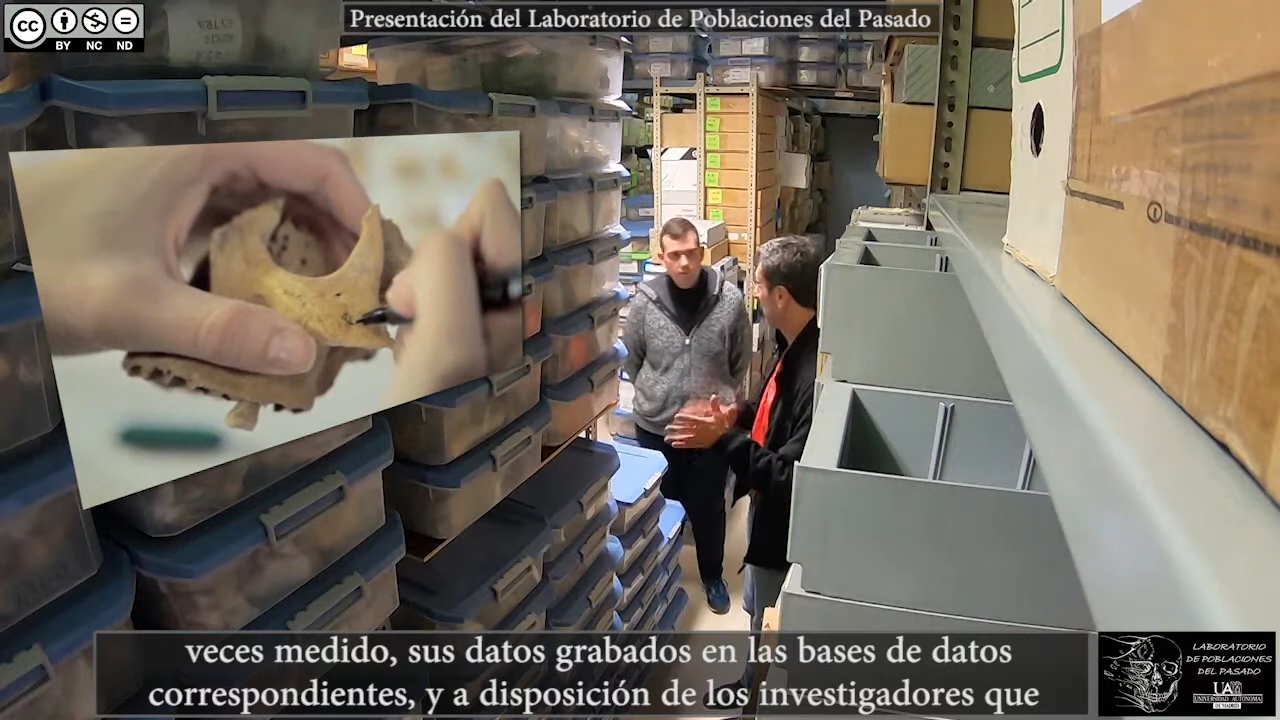 Presentación del Laboratorio de Poblaciones del Pasado
cc
BY NC ND
veces medido, sus datos grabados en las bases de datos
correspondientes, y a disposición de los investigadores que
LABORATORIO
DE POBLACIONES
DEL PASADO
UAM
UNIVERSIDAD AUTONOMA
DE MADRID